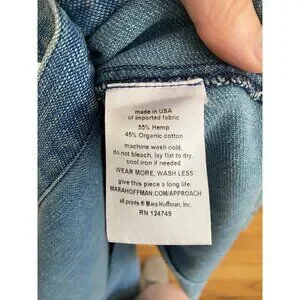 made in USA
of imported fabric
55% Hemp
45% Organic cotton
machine wash cold,
do not bleach, lay flat to dry,
cool iron if needed
WEAR MORE, WASH LESS
give this piece a long life.
MARAHOFFMAN.COM/APPROACH
all prints ® Mara Hoffman, Inc.
RN 124749